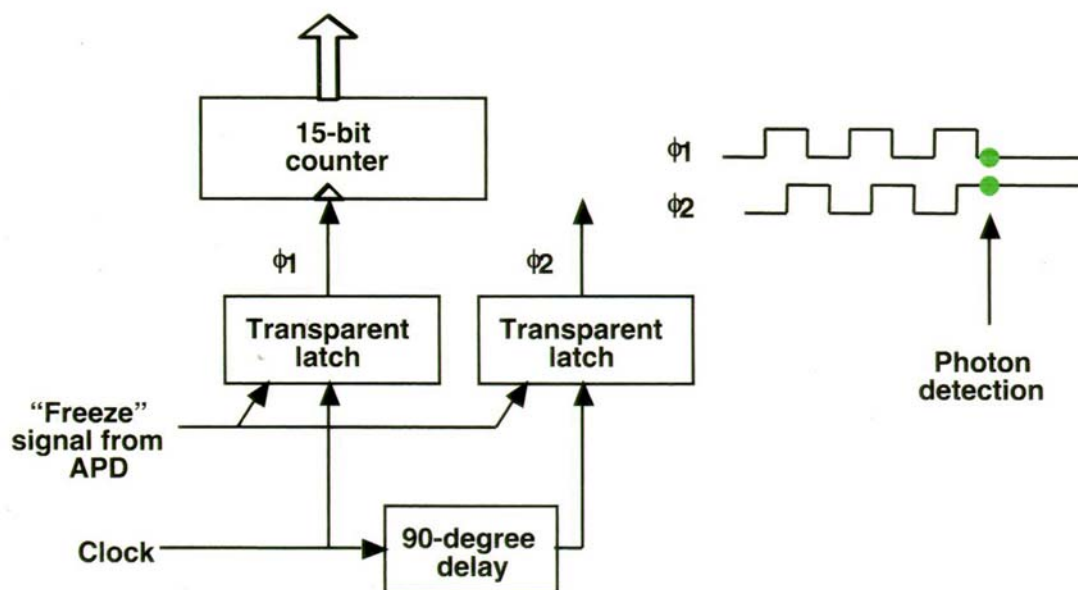 15-bit
counter
ϕ1
ϕ2
ϕ1
ϕ2
Transparent
latch
Transparent
latch
Photon
detection
"Freeze"
signal from
APD
Clock
90-degree
delay